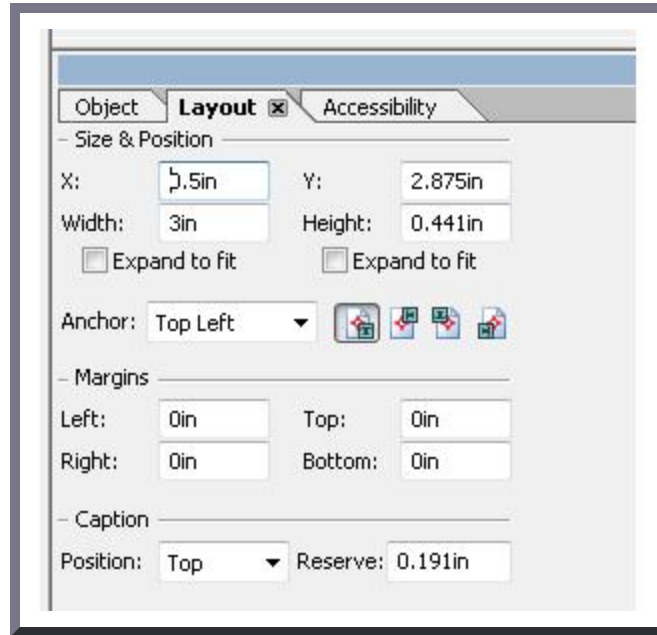 Object Layout Accessibility
Size & Position
X: 0.5in Y: 2.875in
Width: 3in Height: 0.441in
Expand to fit Expand to fit
Anchor: Top Left
Margins
Left: 0in Top: 0in
Right: 0in Bottom: 0in
Caption
Position: Top Reserve: 0.191in